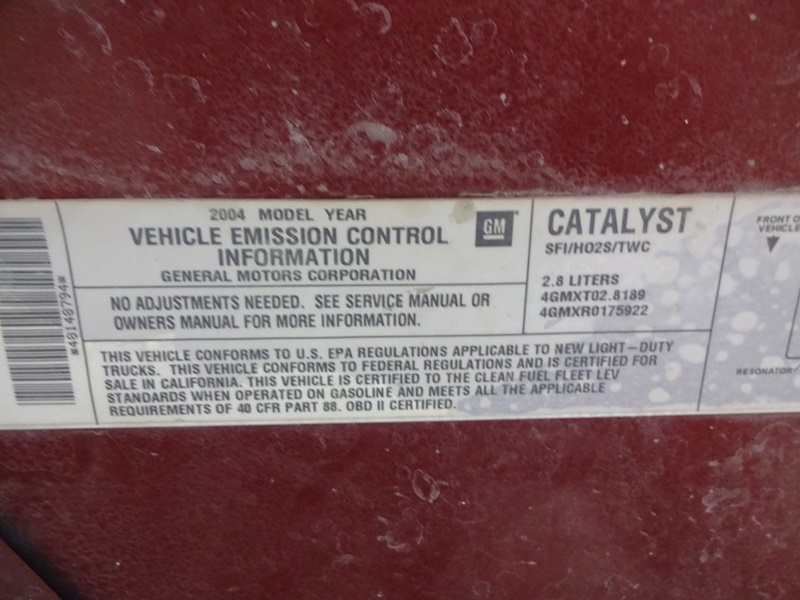 *40140794*
2004 MODEL YEAR
VEHICLE EMISSION CONTROL
INFORMATION
GENERAL MOTORS CORPORATION
GM
NO ADJUSTMENTS NEEDED. SEE SERVICE MANUAL OR
OWNERS MANUAL FOR MORE INFORMATION.
CATALYST
SFI/HO2S/TWC
2.8 LITERS
4GMXT02.8189
4GMXR0175922
THIS VEHICLE CONFORMS TO U.S. EPA REGULATIONS APPLICABLE TO NEW LIGHT-DUTY
TRUCKS. THIS VEHICLE CONFORMS TO FEDERAL REGULATIONS AND IS CERTIFIED FOR
SALE IN CALIFORNIA. THIS VEHICLE IS CERTIFIED TO THE CLEAN FUEL FLEET LEV
STANDARDS WHEN OPERATED ON GASOLINE AND MEETS ALL THE APPLICABLE
REQUIREMENTS OF 40 CFR PART 88. OBD II CERTIFIED.
FRONT O
VEHICLE
RESONATOR